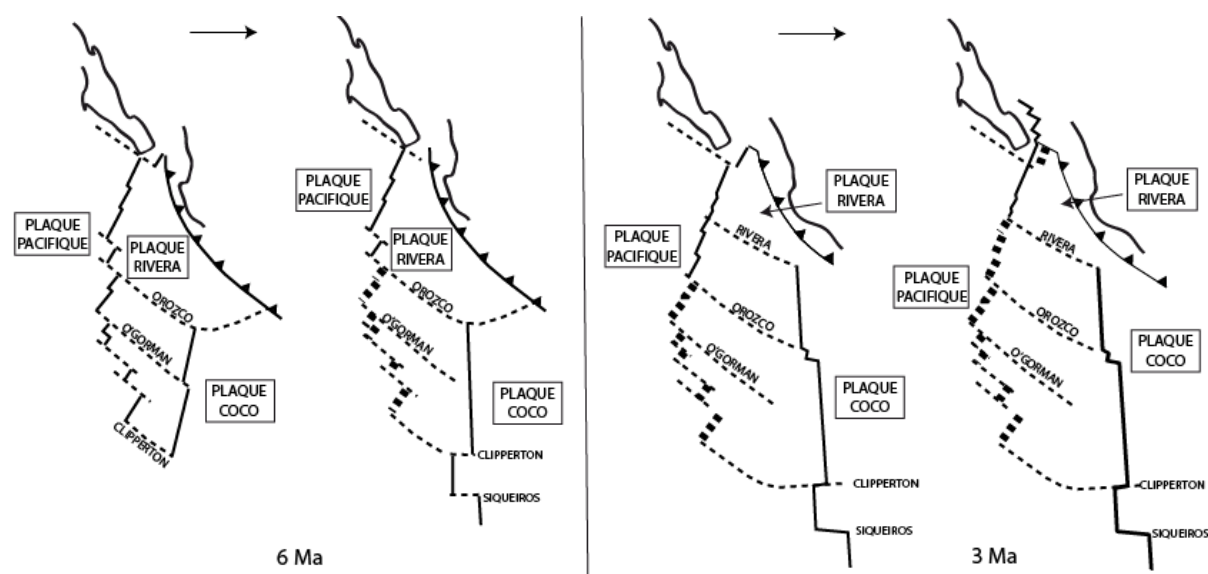 PLAQUE
PACIFIQUE
PLAQUE
RIVERA
OROZCO
O'GORMAN
PLAQUE
COCO
CLIPPERTON
PLAQUE
PACIFIQUE
PLAQUE
RIVERA
OROZCO
O'GORMAN
PLAQUE
COCO
CLIPPERTON
SIQUEIROS
6 Ma
PLAQUE
RIVERA
PLAQUE
PACIFIQUE
RIVERA
OROZCO
O'GORMAN
PLAQUE
COCO
CLIPPERTON
SIQUEIROS
PLAQUE
RIVERA
PLAQUE
PACIFIQUE
RIVERA
OROZCO
O'GORMAN
PLAQUE
COCO
CLIPPERTON
SIQUEIROS
3 Ma